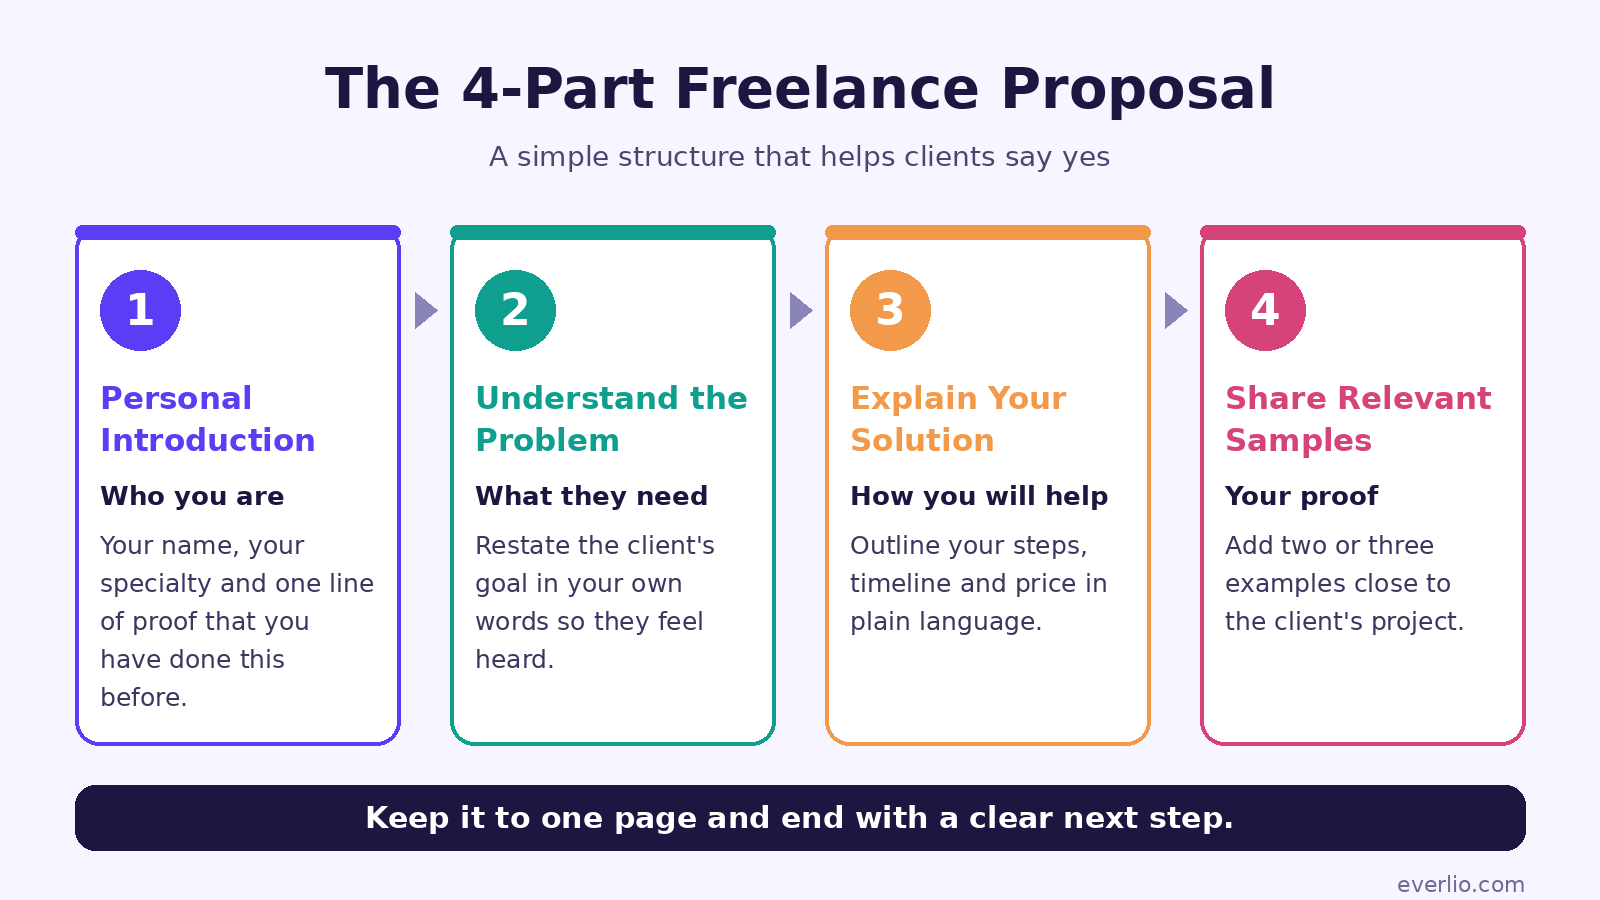 The 4-Part Freelance Proposal
A simple structure that helps clients say yes
1
Personal
Introduction
Who you are
Your name, your
specialty and one line
of proof that you
have done this
before.
2
Understand the
Problem
What they need
Restate the client's
goal in your own
words so they feel
heard.
3
Explain Your
Solution
How you will help
Outline your steps,
timeline and price in
plain language.
4
Share Relevant
Samples
Your proof
Add two or three
examples close to
the client's project.
Keep it to one page and end with a clear next step.
everlio.com